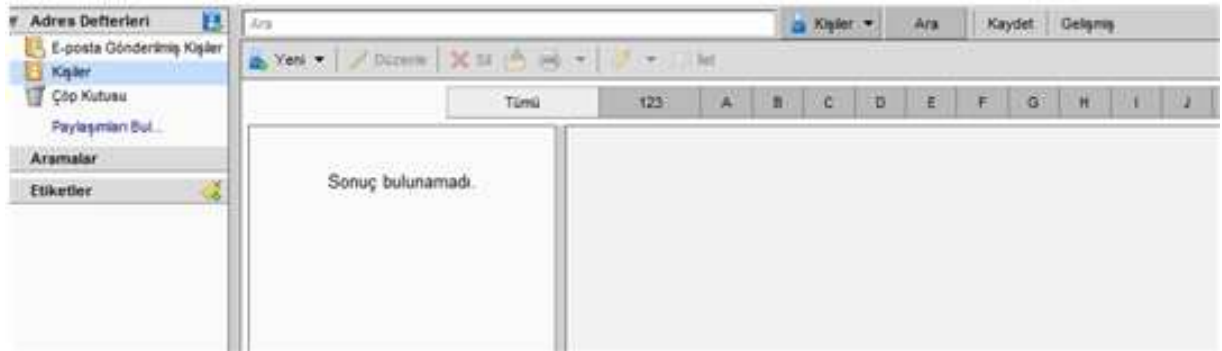 Adres Defterleri
E-posta Gönderilmiş Kişiler
Kişiler
Çöp Kutusu
Paylaşımları Bul...
Aramalar
Etiketler
Ara
Kişiler
Ara
Kaydet
Gelişmiş
Yeni
Düzenle
Sil
İlet
Tümü
123
A
B
C
D
E
F
G
H
I
J
Sonuç bulunamadı.